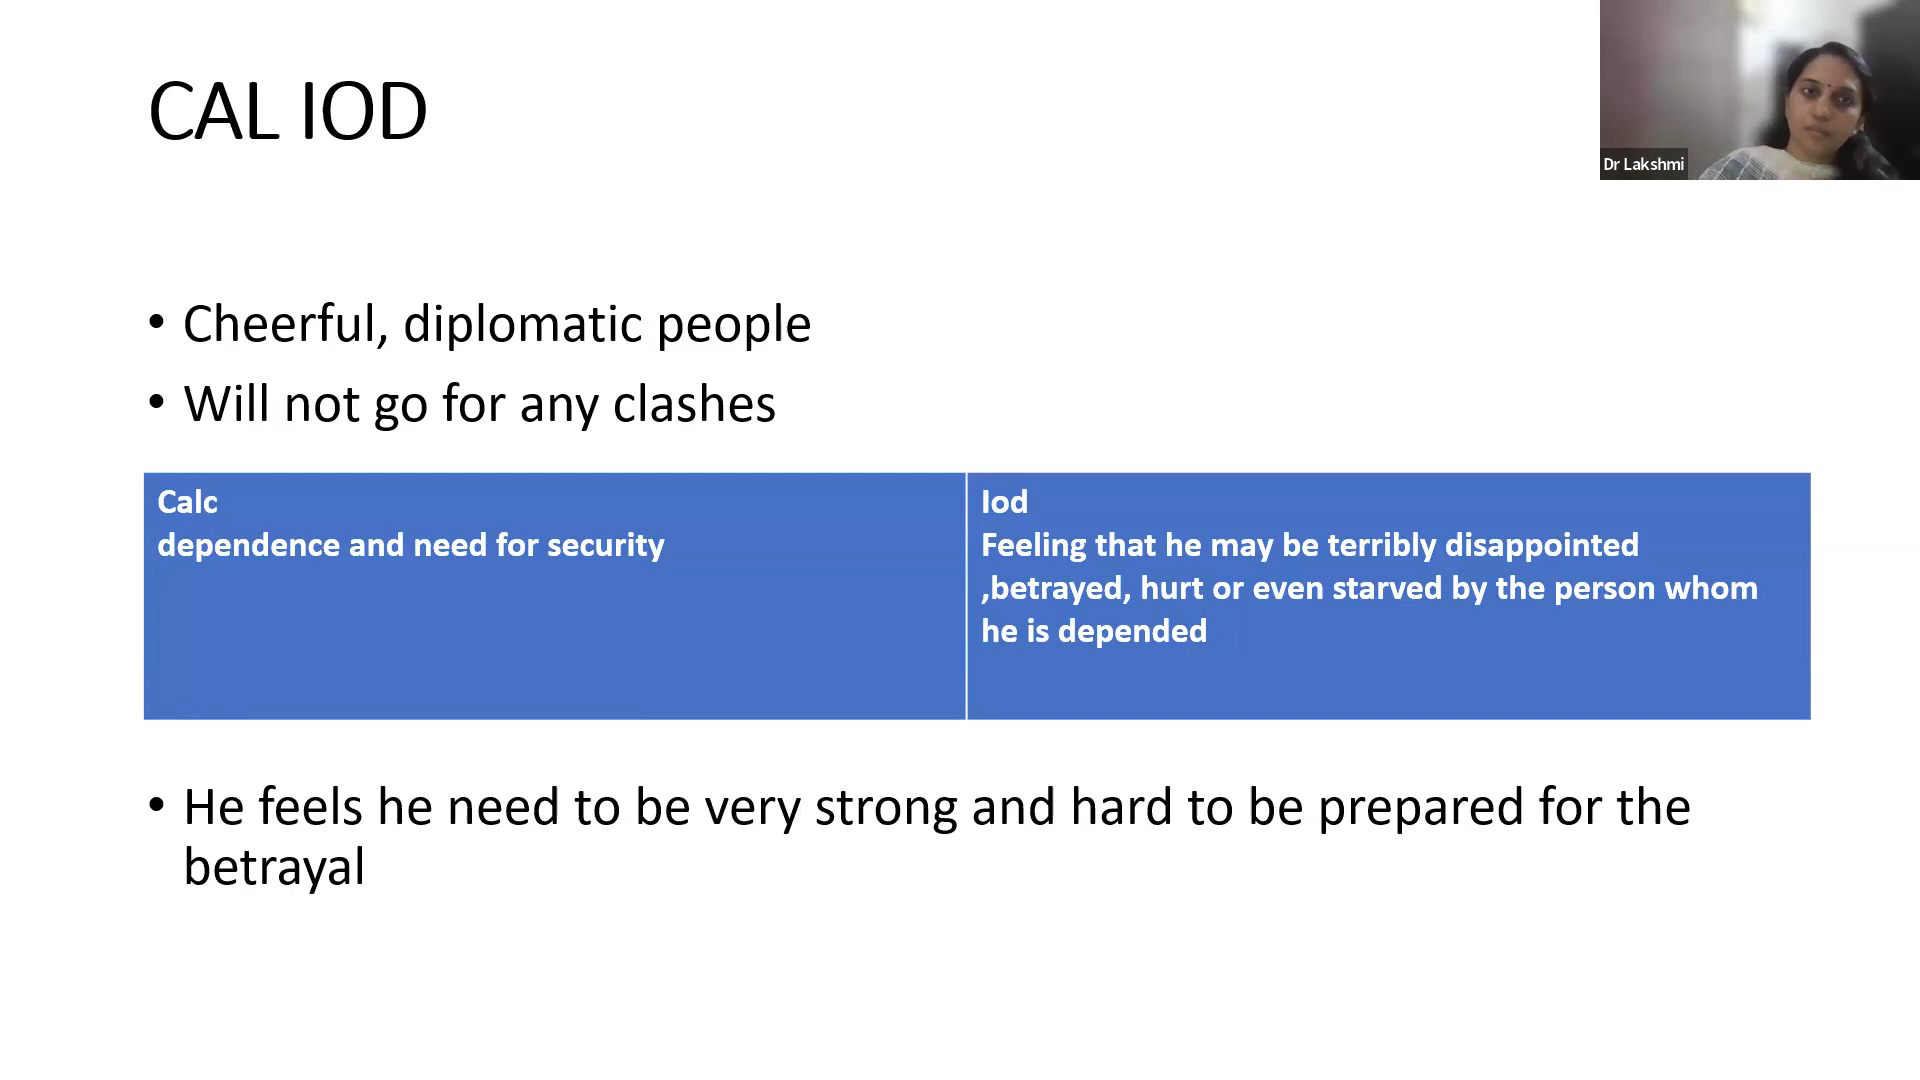 CAL IOD
Dr Lakshmi
• Cheerful, diplomatic people
• Will not go for any clashes
Calc
dependence and need for security
Iod
Feeling that he may be terribly disappointed
,betrayed, hurt or even starved by the person whom
he is depended
• He feels he need to be very strong and hard to be prepared for the
betrayal